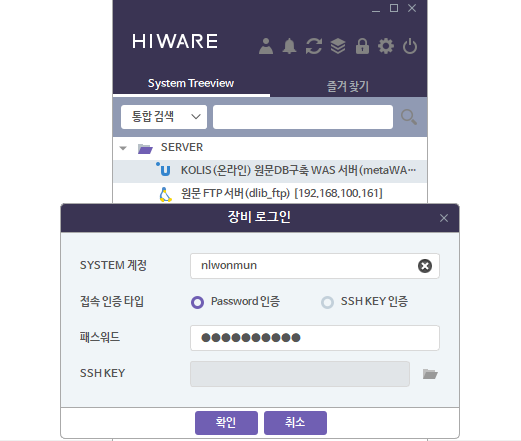 HIWARE
System Treeview
즐겨 찾기
통합 검색
SERVER
KOLIS(온라인) 원문DB구축 WAS 서버(metaWA···
원문 FTP 서버(dlib_ftp) [192,168,100,161]
장비 로그인
SYSTEM 계정
nlwonmun
접속 인증 타입
Password 인증
SSH KEY 인증
패스워드
●●●●●●●●●●
SSH KEY
확인
취소